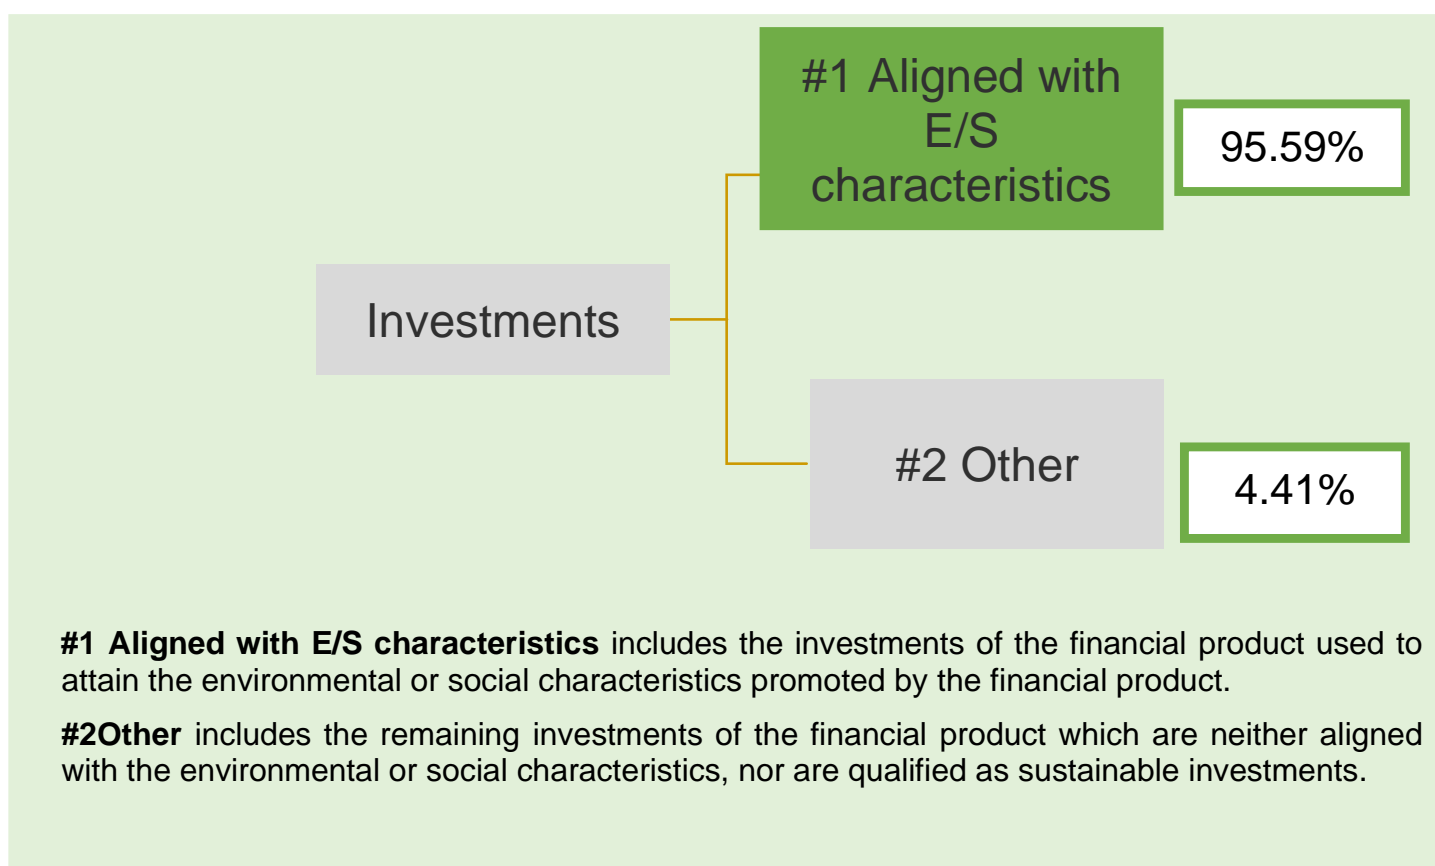 #1 Aligned with
E/S
characteristics
95.59%
Investments
#2 Other
4.41%
#1 Aligned with E/S characteristics includes the investments of the financial product used to
attain the environmental or social characteristics promoted by the financial product.
#2Other includes the remaining investments of the financial product which are neither aligned
with the environmental or social characteristics, nor are qualified as sustainable investments.